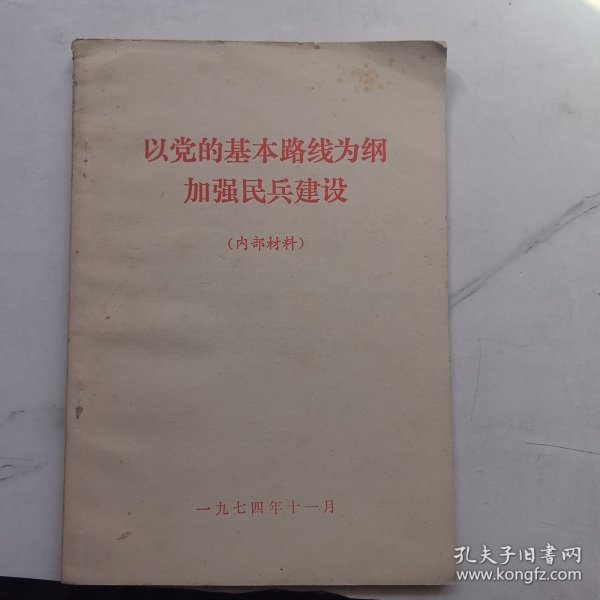 以党的基本路线为纲
加强民兵建设
(内部材料)
一九七四年十一月
孔夫子旧书网
www.kongfz.com